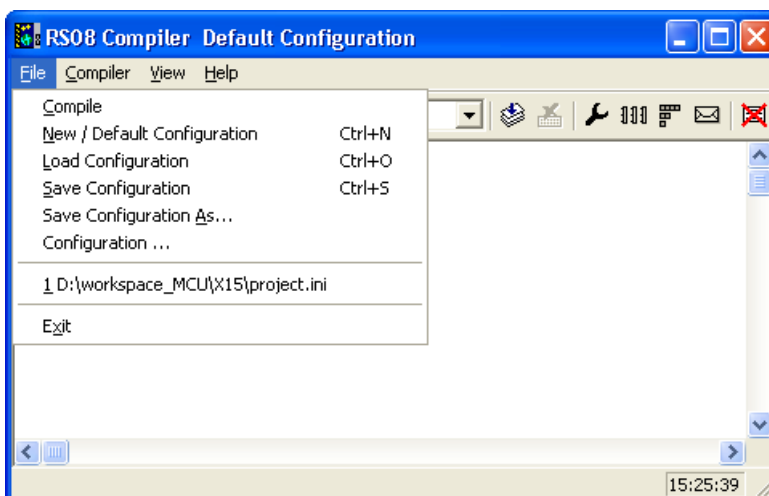 RS08 Compiler Default Configuration
File Compiler View Help
Compile
New / Default Configuration Ctrl+N
Load Configuration Ctrl+O
Save Configuration Ctrl+S
Save Configuration As...
Configuration ...
1 D:\workspace_MCU\X15\project.ini
Exit
15:25:39